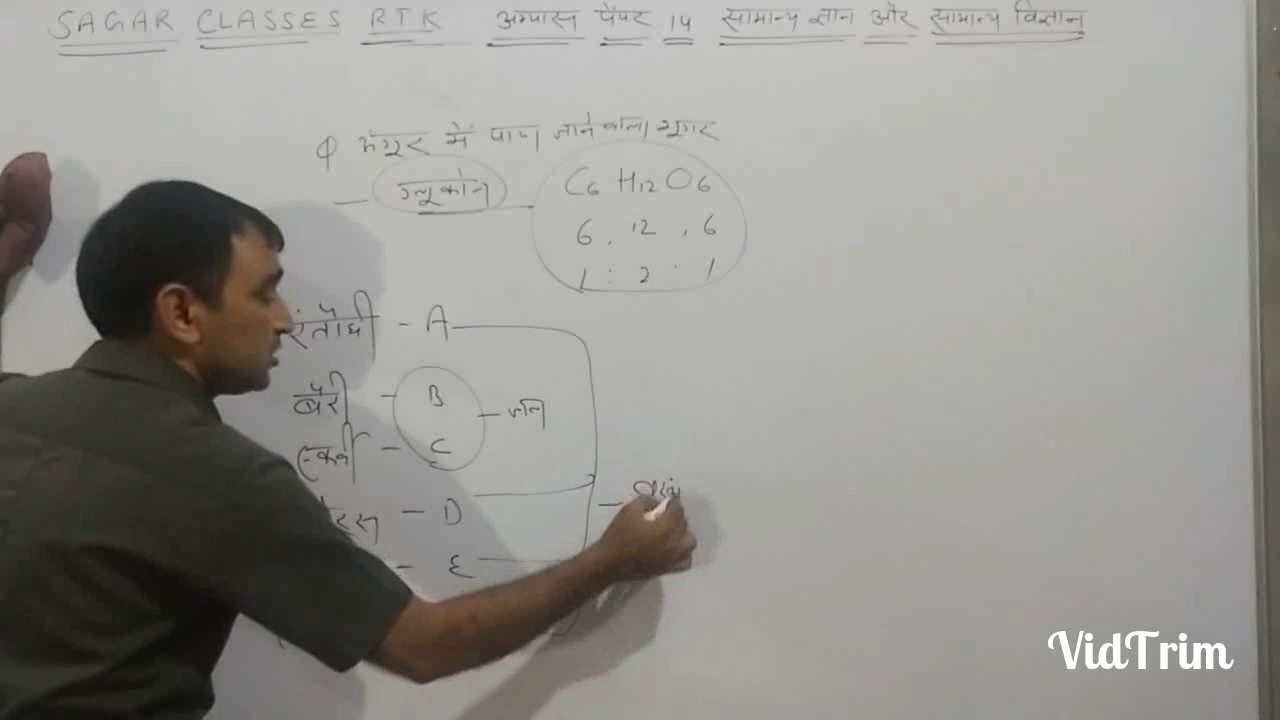 SAGAR CLASSES RTK अभ्यास पेपर 14 सामान्य ज्ञान और सामान्य विज्ञान
Q अंगूर में पाया जाने वाला शूगर
— ग्लूकोज — C6 H12 O6
6 , 12 , 6
1 : 2 : 1
रंतोंधी - A
बेरी - B
स्कर्वी - C
- जल
- D
- E
VidTrim